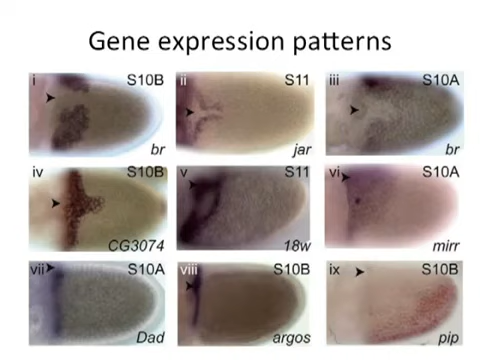 Gene expression patterns
i S10B
br
ii S11
jar
iii S10A
br
iv S10B
CG3074
v S11
18w
vi S10A
mirr
vii S10A
Dad
viii S10B
argos
ix S10B
pip